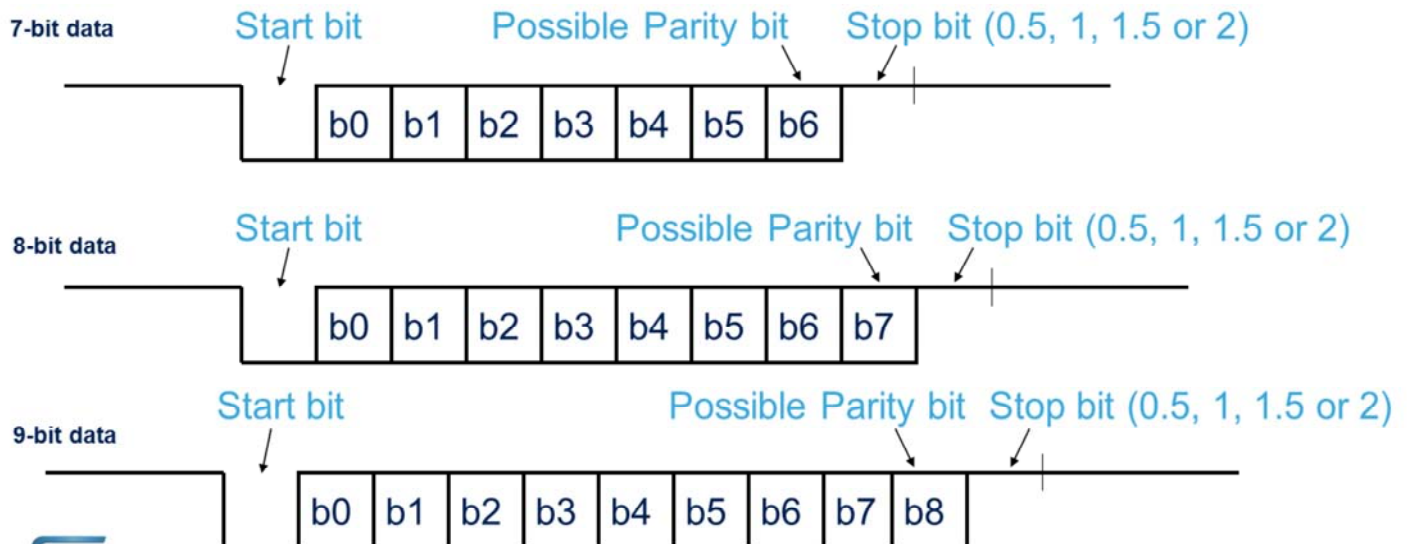 7-bit data Start bit Possible Parity bit Stop bit (0.5, 1, 1.5 or 2)
b0 b1 b2 b3 b4 b5 b6
8-bit data Start bit Possible Parity bit Stop bit (0.5, 1, 1.5 or 2)
b0 b1 b2 b3 b4 b5 b6 b7
Start bit Possible Parity bit Stop bit (0.5, 1, 1.5 or 2)
9-bit data
b0 b1 b2 b3 b4 b5 b6 b7 b8